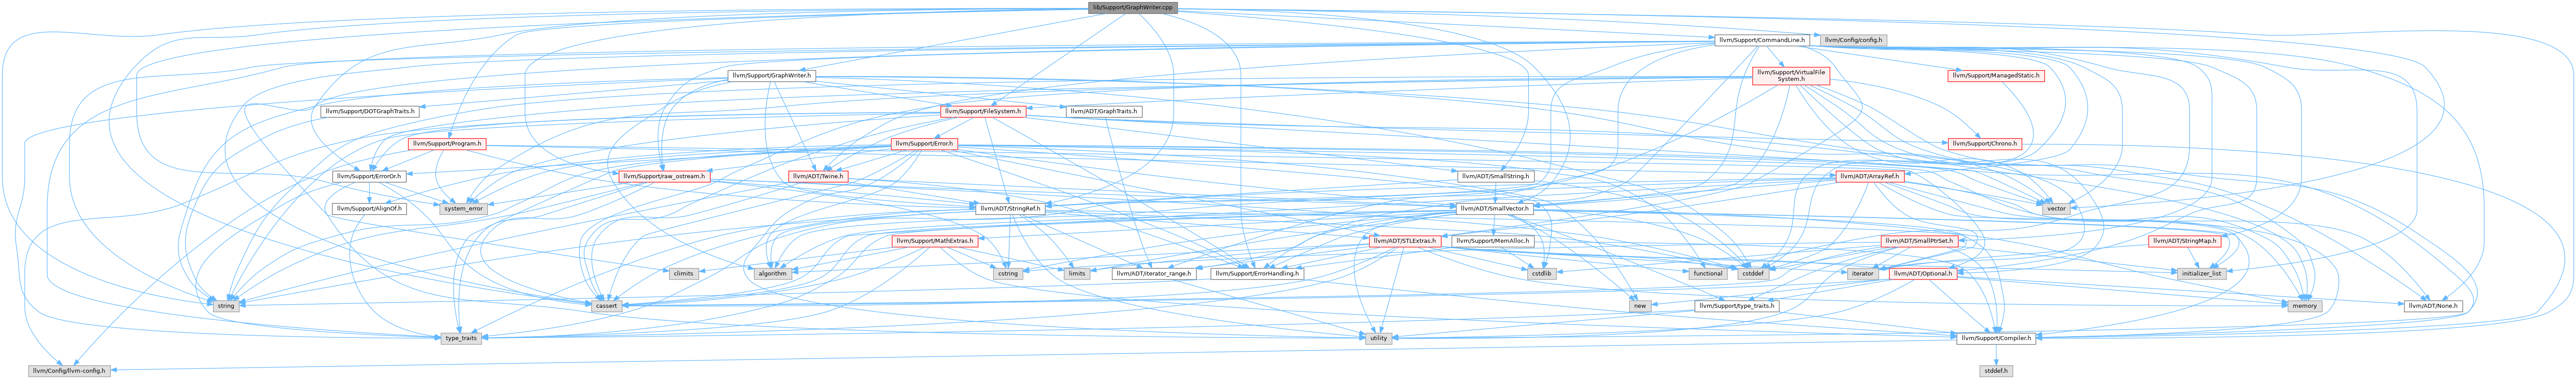 lib/Support/GraphWriter.cpp
llvm/Support/CommandLine.h
llvm/Config/config.h
llvm/Support/GraphWriter.h
llvm/Support/VirtualFile
System.h
llvm/Support/ManagedStatic.h
llvm/Support/DOTGraphTraits.h
llvm/Support/FileSystem.h
llvm/ADT/GraphTraits.h
llvm/Support/Program.h
llvm/Support/Error.h
llvm/Support/Chrono.h
llvm/Support/ErrorOr.h
llvm/Support/raw_ostream.h
llvm/ADT/Twine.h
llvm/ADT/SmallString.h
llvm/ADT/ArrayRef.h
llvm/Support/AlignOf.h
system_error
llvm/ADT/StringRef.h
llvm/ADT/SmallVector.h
vector
llvm/Support/MathExtras.h
llvm/ADT/STLExtras.h
llvm/Support/MemAlloc.h
llvm/ADT/SmallPtrSet.h
llvm/ADT/StringMap.h
climits
algorithm
cstring
limits
llvm/ADT/iterator_range.h
llvm/Support/ErrorHandling.h
cstdlib
functional
cstddef
iterator
llvm/ADT/Optional.h
initializer_list
string
cassert
new
llvm/Support/type_traits.h
memory
llvm/ADT/None.h
type_traits
utility
llvm/Support/Compiler.h
llvm/Config/llvm-config.h
stddef.h